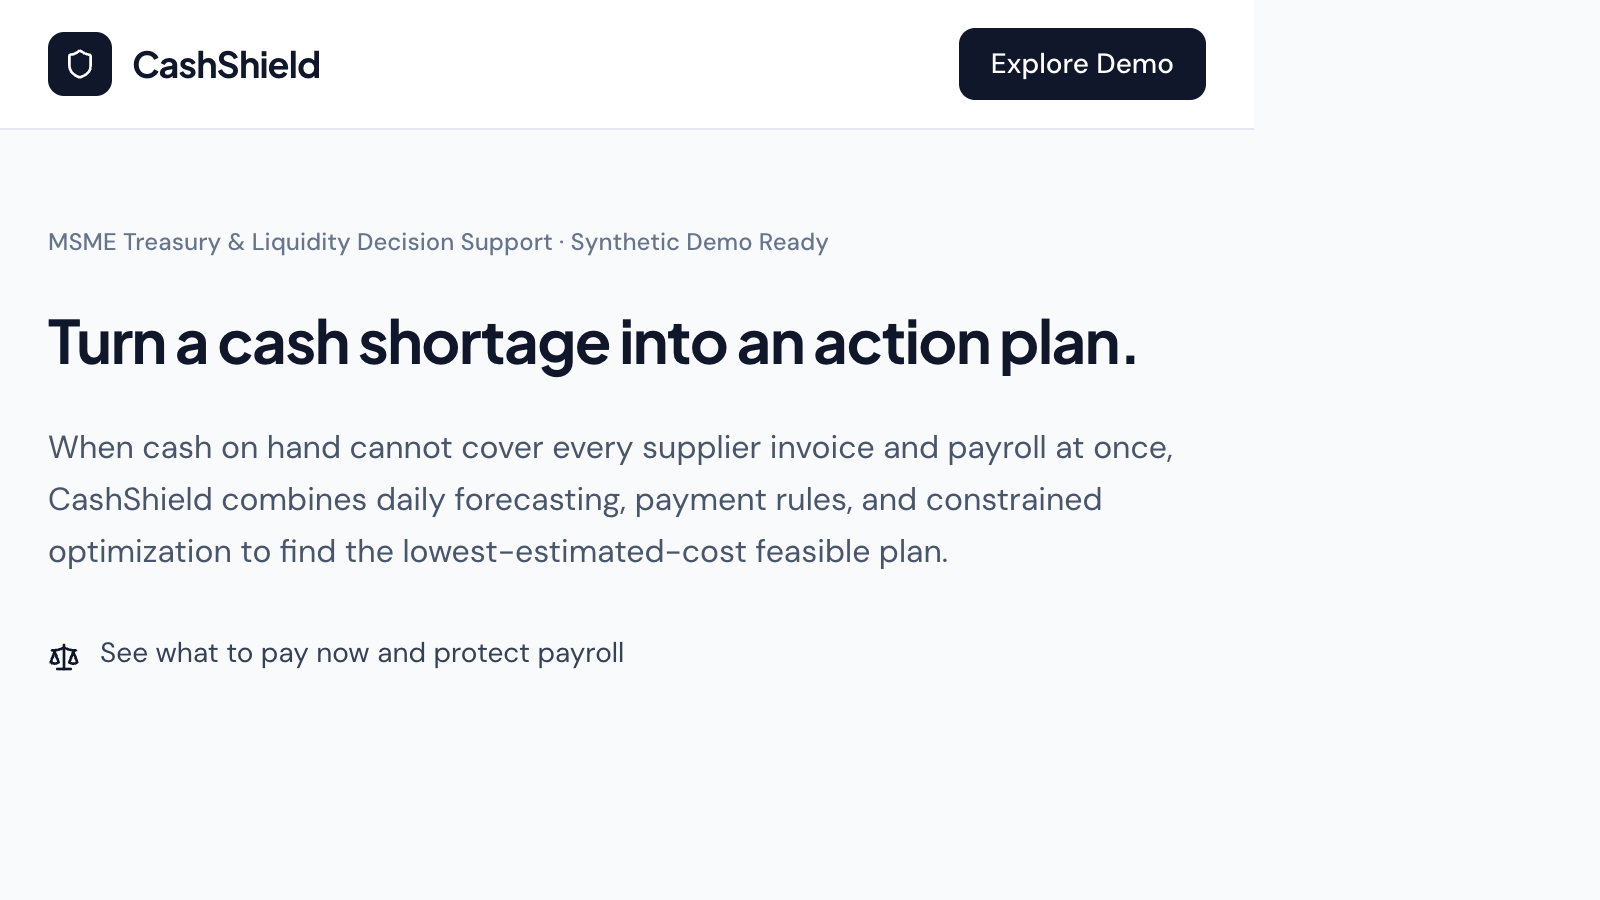 CashShield
Explore Demo
MSME Treasury & Liquidity Decision Support · Synthetic Demo Ready
Turn a cash shortage into an action plan.
When cash on hand cannot cover every supplier invoice and payroll at once,
CashShield combines daily forecasting, payment rules, and constrained
optimization to find the lowest-estimated-cost feasible plan.
See what to pay now and protect payroll